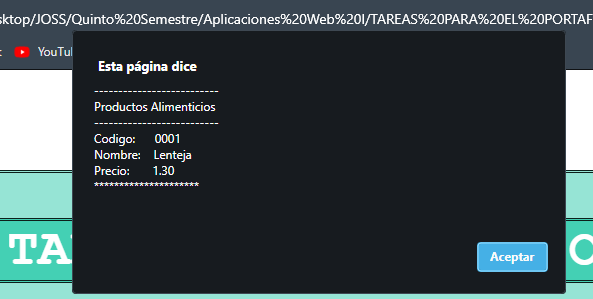 sktop/JOSS/Quinto%20Semestre/Aplicaciones%20Web%20I/TAREAS%20PARA%20EL%20PORTAF
YouTu
Esta página dice
---------------------------
Productos Alimenticios
---------------------------
Codigo: 0001
Nombre: Lenteja
Precio: 1.30
*********************
Aceptar
TA